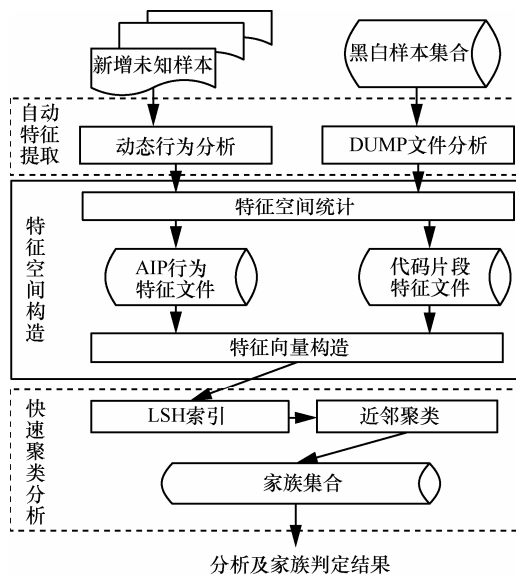 新增未知样本
黑白样本集合
自动
特征
提取
动态行为分析
DUMP文件分析
特征空间构造
特征空间统计
AIP行为
特征文件
代码片段
特征文件
特征向量构造
快速聚类分析
LSH索引
近邻聚类
家族集合
分析及家族判定结果